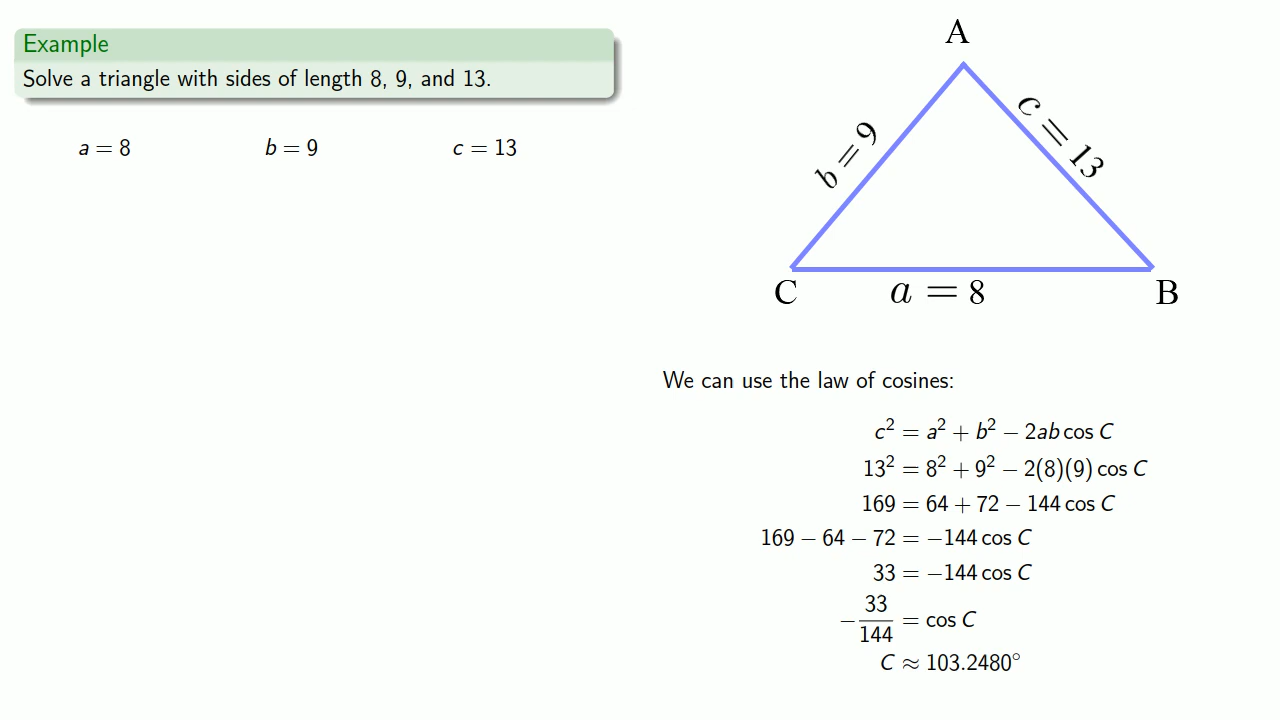 Example
Solve a triangle with sides of length 8, 9, and 13.
a = 8 b = 9 c = 13
A
b = 9
c = 13
C
a = 8
B
We can use the law of cosines:
c² = a² + b² − 2ab cos C
13² = 8² + 9² − 2(8)(9) cos C
169 = 64 + 72 − 144 cos C
169 − 64 − 72 = −144 cos C
33 = −144 cos C
−33/144 = cos C
C ≈ 103.2480°